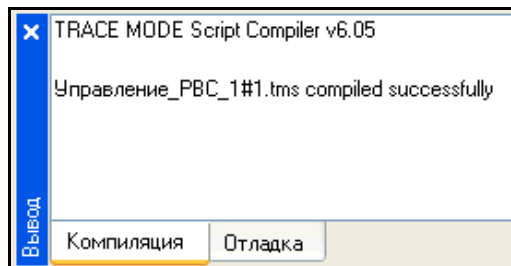 TRACE MODE Script Compiler v6.05
Управление_РВС_1#1.tms compiled successfully
Вывод
Компиляция
Отладка